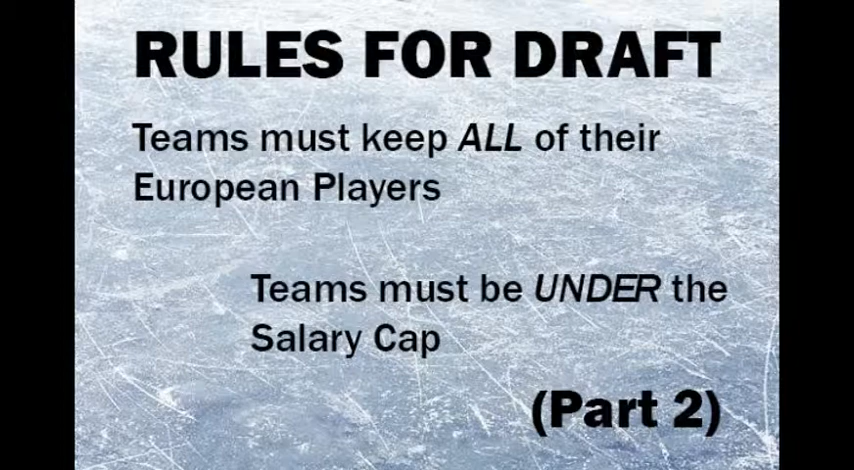 RULES FOR DRAFT
Teams must keep ALL of their
European Players
Teams must be UNDER the
Salary Cap
(Part 2)